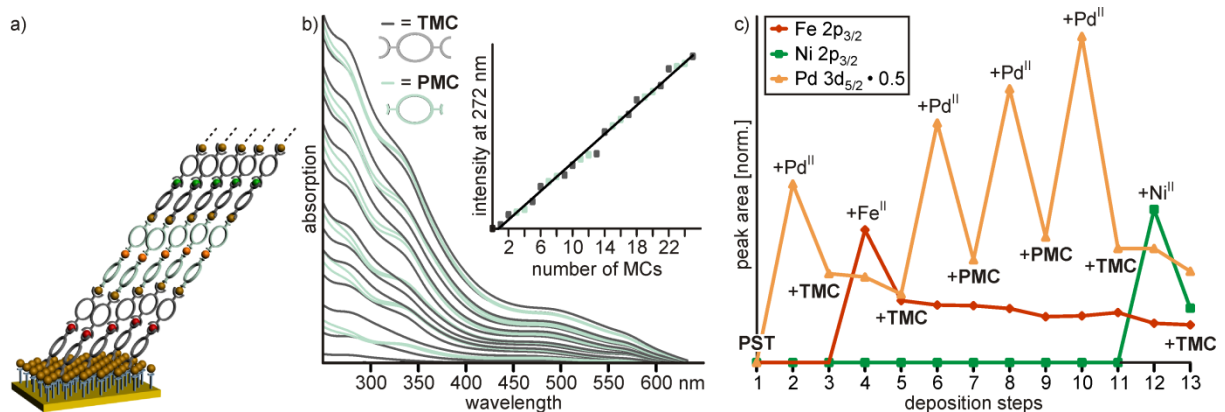 a)
b)
– = TMC
– = PMC
absorption
300 350 400 450 500 550 600 nm
wavelength
intensity at 272 nm
2 6 10 14 18 22
number of MCs
c)
Fe 2p3/2
Ni 2p3/2
Pd 3d5/2 • 0.5
peak area [norm.]
PST
+PdII
+TMC
+FeII
+TMC
+PdII
+PMC
+PdII
+PMC
+PdII
+TMC
+NiII
+TMC
1 2 3 4 5 6 7 8 9 10 11 12 13
deposition steps